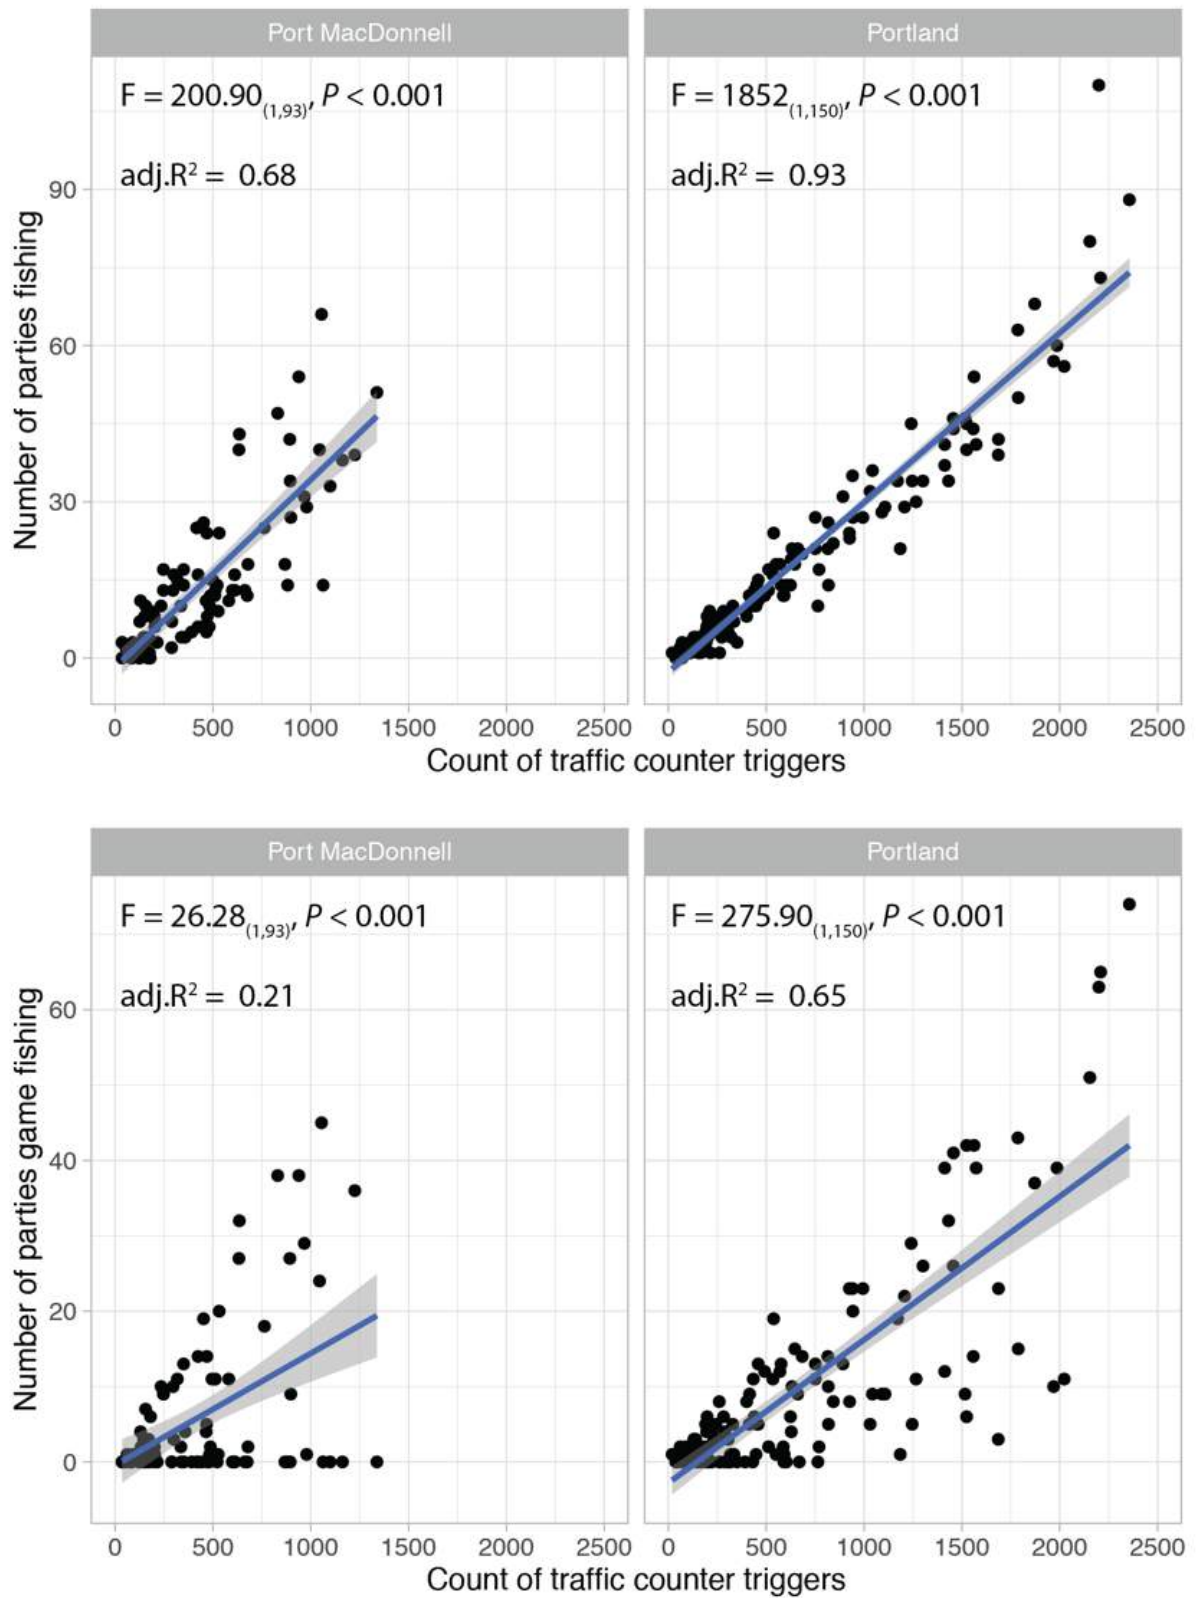 Port MacDonnell
Portland
F = 200.90(1,93), P < 0.001
F = 1852(1,150), P < 0.001
adj.R² = 0.68
adj.R² = 0.93
Number of parties fishing
90
60
30
0
0 500 1000 1500 2000 2500
0 500 1000 1500 2000 2500
Count of traffic counter triggers
Port MacDonnell
Portland
F = 26.28(1,93), P < 0.001
F = 275.90(1,150), P < 0.001
adj.R² = 0.21
adj.R² = 0.65
Number of parties game fishing
60
40
20
0
0 500 1000 1500 2000 2500
0 500 1000 1500 2000 2500
Count of traffic counter triggers